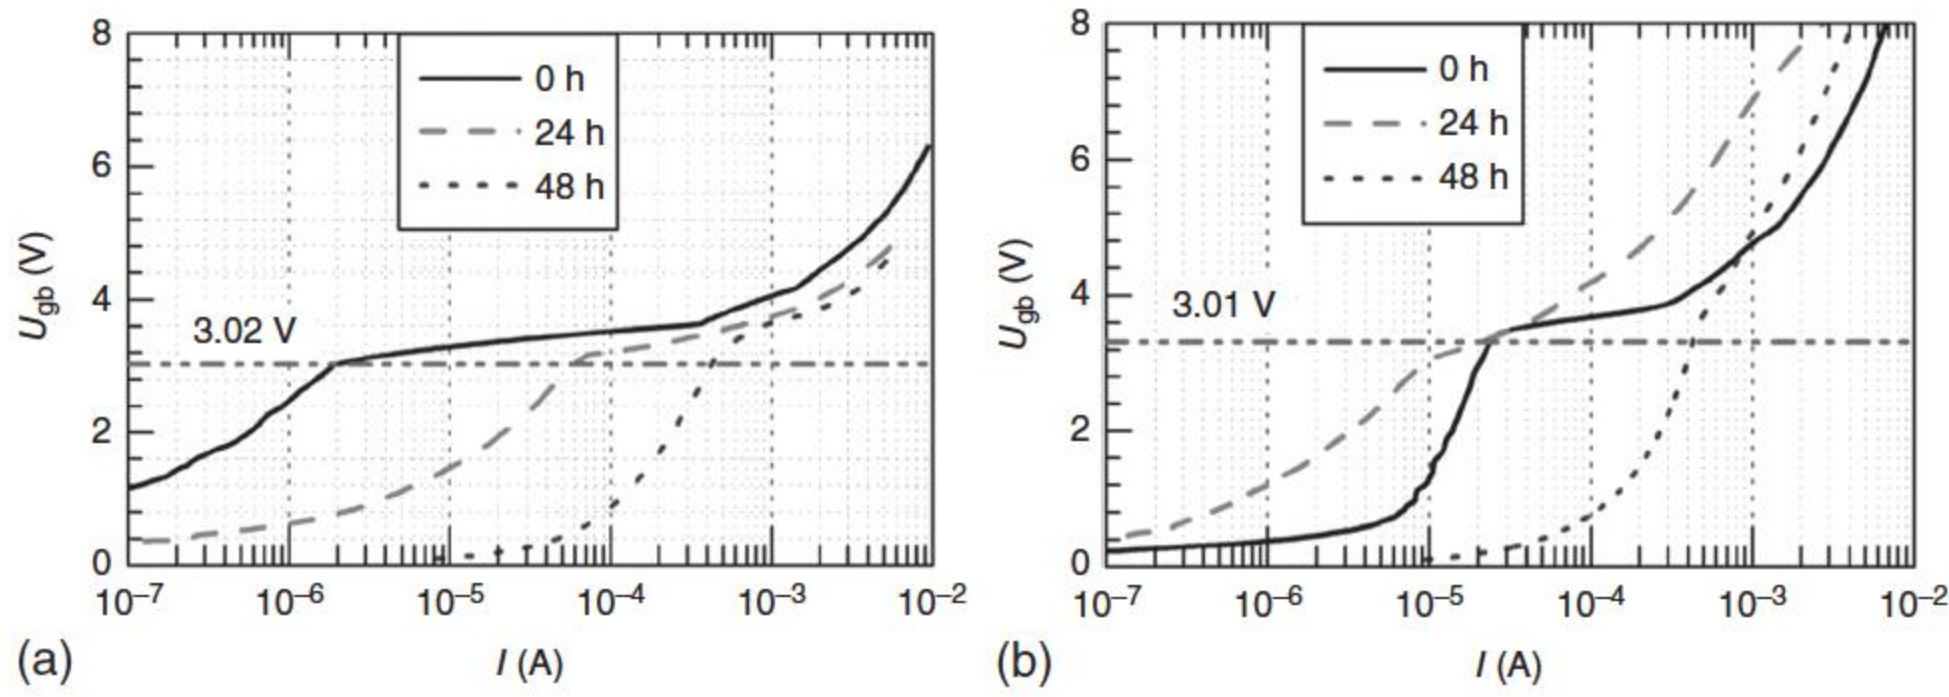 8
6
4
2
0
U_gb (V)
0 h
24 h
48 h
3.02 V
10⁻⁷ 10⁻⁶ 10⁻⁵ 10⁻⁴ 10⁻³ 10⁻²
(a)
I (A)
8
6
4
2
0
U_gb (V)
0 h
24 h
48 h
3.01 V
10⁻⁷ 10⁻⁶ 10⁻⁵ 10⁻⁴ 10⁻³ 10⁻²
(b)
I (A)